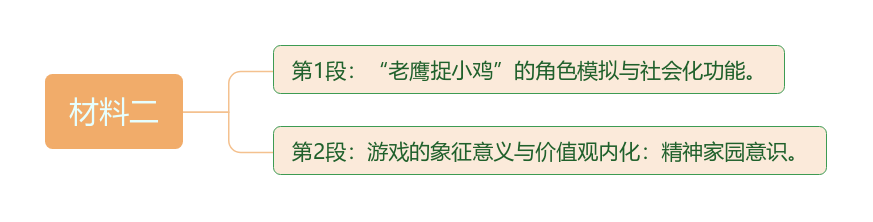 材料二
第1段：“老鹰捉小鸡”的角色模拟与社会化功能。
第2段：游戏的象征意义与价值观内化：精神家园意识。